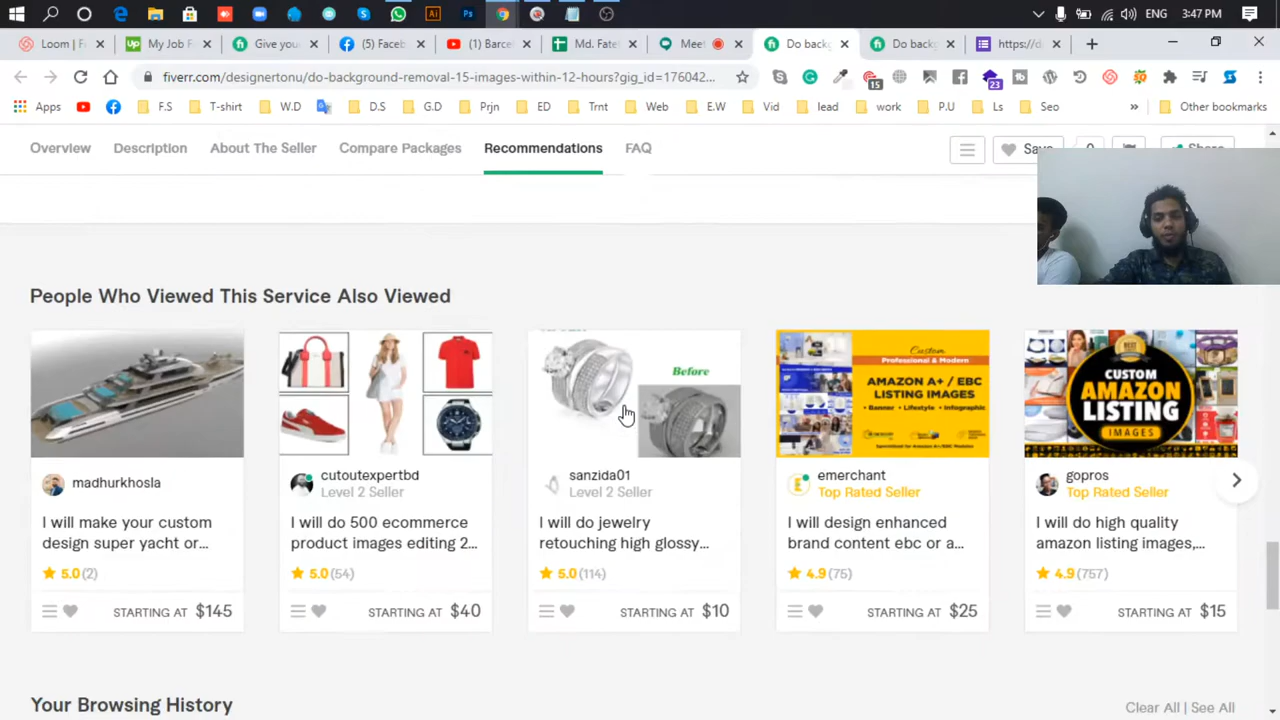 ENG
3:47 PM
Loom | Fi
My Job F
Give you
(5) Faceb
(1) Barce
Md. Fate
Meet
Do back
Do back
https://d
fiverr.com/designertonu/do-background-removal-15-images-within-12-hours?gig_id=176042...
15
23
Apps
F.S
T-shirt
W.D
D.S
G.D
Prjn
ED
Trnt
Web
E.W
Vid
lead
work
P.U
Ls
Seo
»
Other bookmarks
Overview
Description
About The Seller
Compare Packages
Recommendations
FAQ
Save
People Who Viewed This Service Also Viewed
Before
Custom
Professional & Modern
AMAZON A+ / EBC
LISTING IMAGES
• Banner • Lifestyle • Infographic
CUSTOM
AMAZON
LISTING
IMAGES
madhurkhosla
cutoutexpertbd
Level 2 Seller
sanzida01
Level 2 Seller
emerchant
Top Rated Seller
gopros
Top Rated Seller
I will make your custom
design super yacht or...
I will do 500 ecommerce
product images editing 2...
I will do jewelry
retouching high glossy...
I will design enhanced
brand content ebc or a...
I will do high quality
amazon listing images,...
5.0 (2)
5.0 (54)
5.0 (114)
4.9 (75)
4.9 (757)
STARTING AT $145
STARTING AT $40
STARTING AT $10
STARTING AT $25
STARTING AT $15
Your Browsing History
Clear All | See All